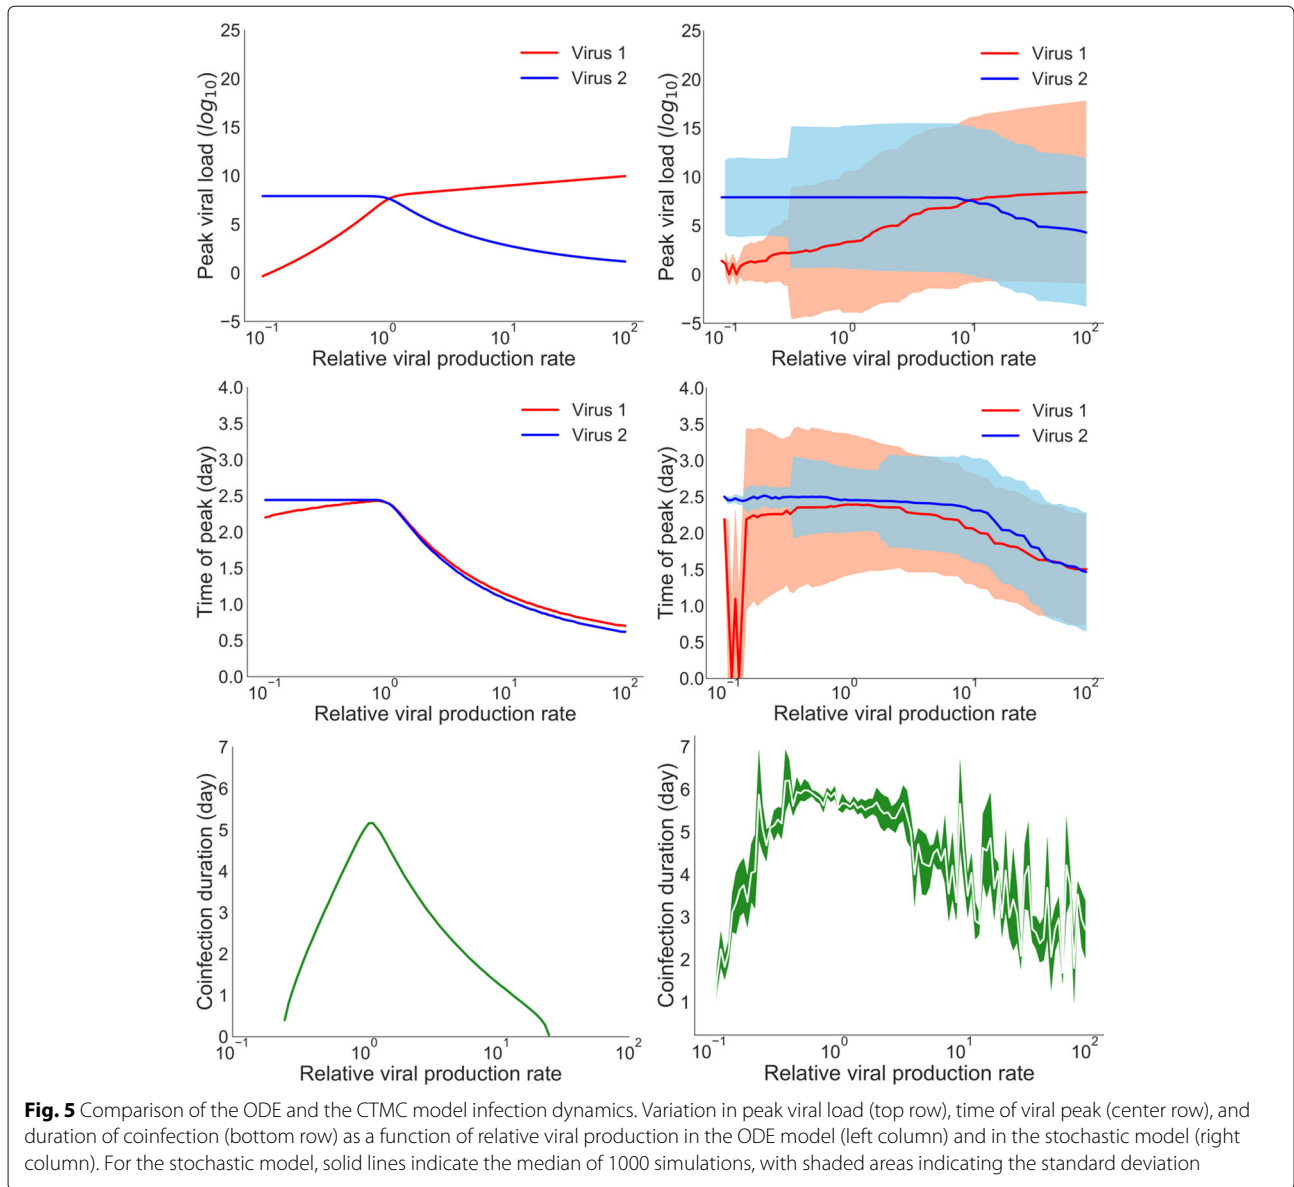 25
20
15
10
5
0
−5
Peak viral load (log₁₀)
Virus 1
Virus 2
10⁻¹ 10⁰ 10¹ 10²
Relative viral production rate
25
20
15
10
5
0
−5
Peak viral load (log₁₀)
Virus 1
Virus 2
10⁻¹ 10⁰ 10¹ 10²
Relative viral production rate
4.0
3.5
3.0
2.5
2.0
1.5
1.0
0.5
0.0
Time of peak (day)
Virus 1
Virus 2
10⁻¹ 10⁰ 10¹ 10²
Relative viral production rate
4.0
3.5
3.0
2.5
2.0
1.5
1.0
0.5
0.0
Time of peak (day)
Virus 1
Virus 2
10⁻¹ 10⁰ 10¹ 10²
Relative viral production rate
7
6
5
4
3
2
1
0
Coinfection duration (day)
10⁻¹ 10⁰ 10¹ 10²
Relative viral production rate
7
6
5
4
3
2
1
Coinfection duration (day)
10⁻¹ 10⁰ 10¹ 10²
Relative viral production rate
Fig. 5 Comparison of the ODE and the CTMC model infection dynamics. Variation in peak viral load (top row), time of viral peak (center row), and
duration of coinfection (bottom row) as a function of relative viral production in the ODE model (left column) and in the stochastic model (right
column). For the stochastic model, solid lines indicate the median of 1000 simulations, with shaded areas indicating the standard deviation